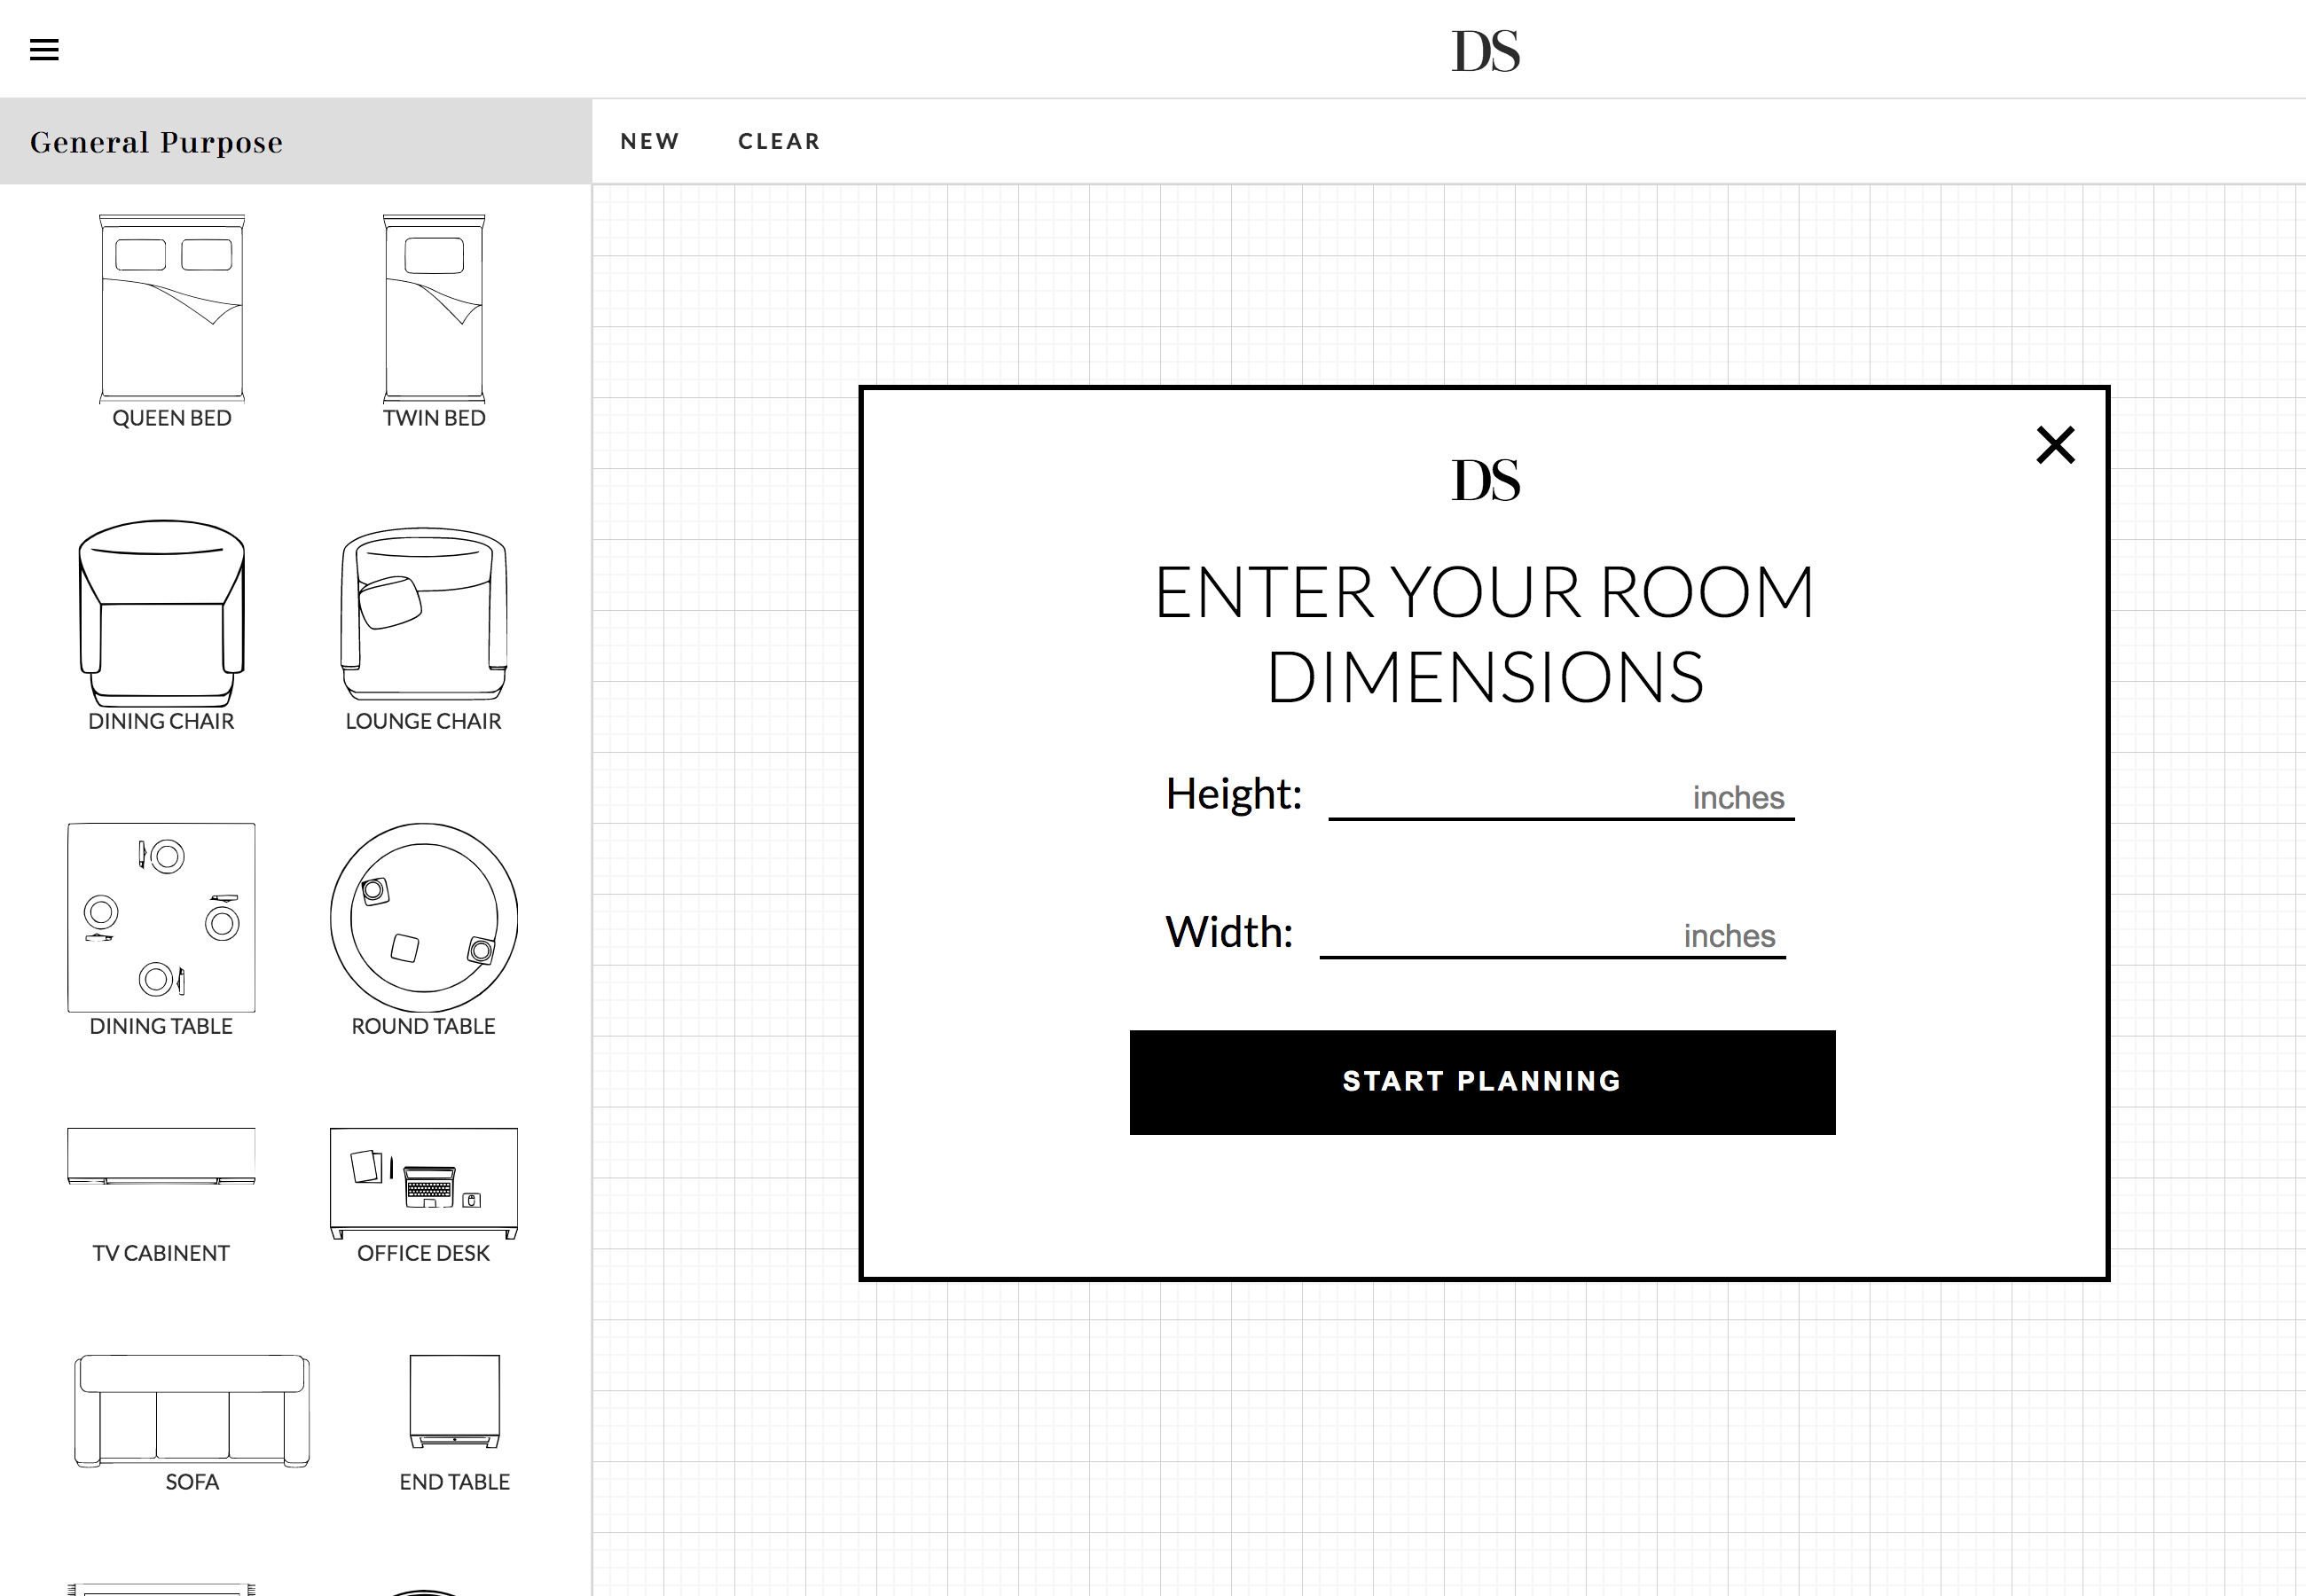 DS
General Purpose
NEW CLEAR
QUEEN BED TWIN BED
DINING CHAIR LOUNGE CHAIR
DINING TABLE ROUND TABLE
TV CABINENT OFFICE DESK
SOFA END TABLE
DS
ENTER YOUR ROOM
DIMENSIONS
Height: inches
Width: inches
START PLANNING